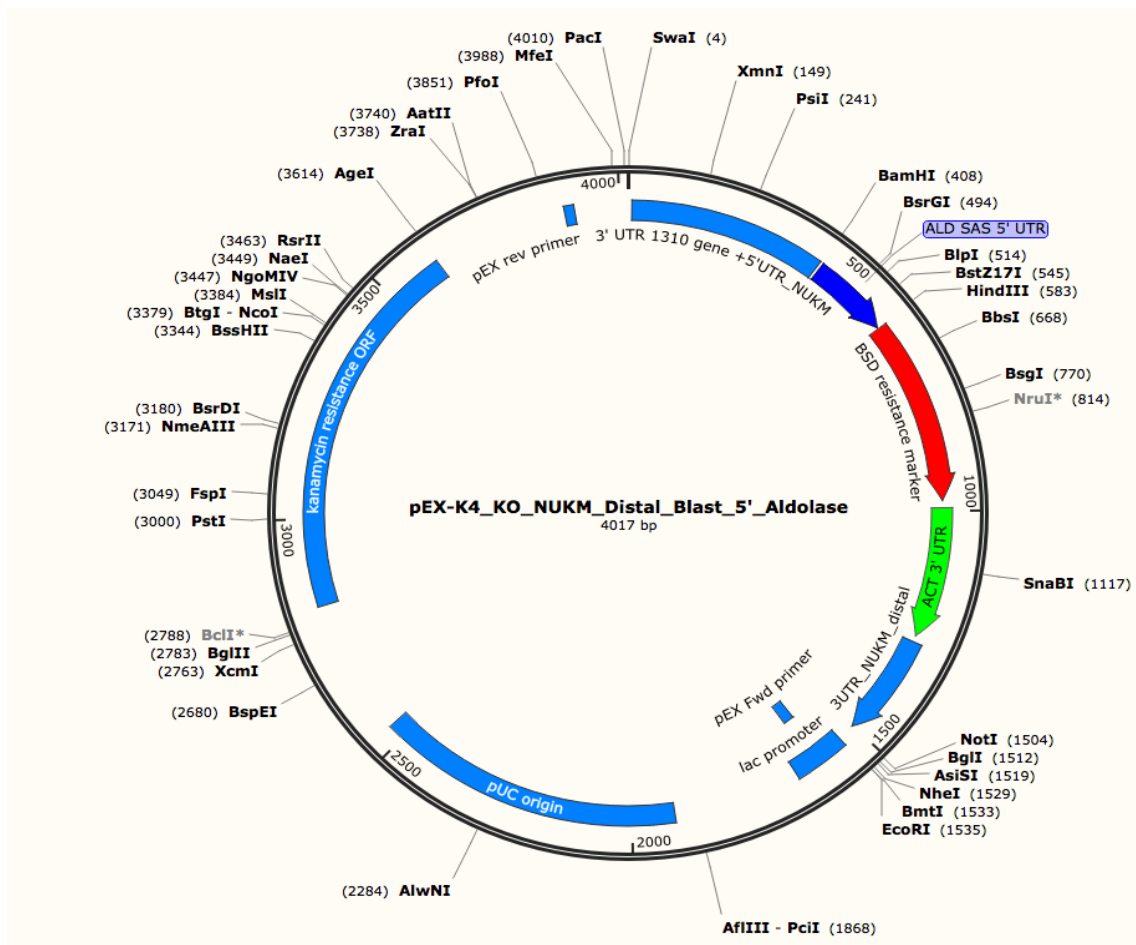 (4010) PacI
SwaI (4)
(3988) MfeI
XmnI (149)
(3851) PfoI
PsiI (241)
(3740) AatII
(3738) ZraI
(3614) AgeI
BamHI (408)
BsrGI (494)
ALD SAS 5' UTR
BlpI (514)
BstZ17I (545)
HindIII (583)
BbsI (668)
BsgI (770)
NruI* (814)
SnaBI (1117)
NotI (1504)
BglI (1512)
AsiSI (1519)
NheI (1529)
BmtI (1533)
EcoRI (1535)
AflIII - PciI (1868)
(2284) AlwNI
(2680) BspEI
(2763) XcmI
(2783) BglII
(2788) BclI*
(3000) PstI
(3049) FspI
(3171) NmeAIII
(3180) BsrDI
(3344) BssHII
(3379) BtgI - NcoI
(3384) MslI
(3447) NgoMIV
(3449) NaeI
(3463) RsrII
4000
500
1000
1500
2000
2500
3000
3500
pEX rev primer
3' UTR 1310 gene +5'UTR_NUKM
BSD resistance marker
ACT 3' UTR
3UTR_NUKM_distal
pEX Fwd primer
lac promoter
pUC origin
kanamycin resistance ORF
pEX-K4_KO_NUKM_Distal_Blast_5'_Aldolase
4017 bp